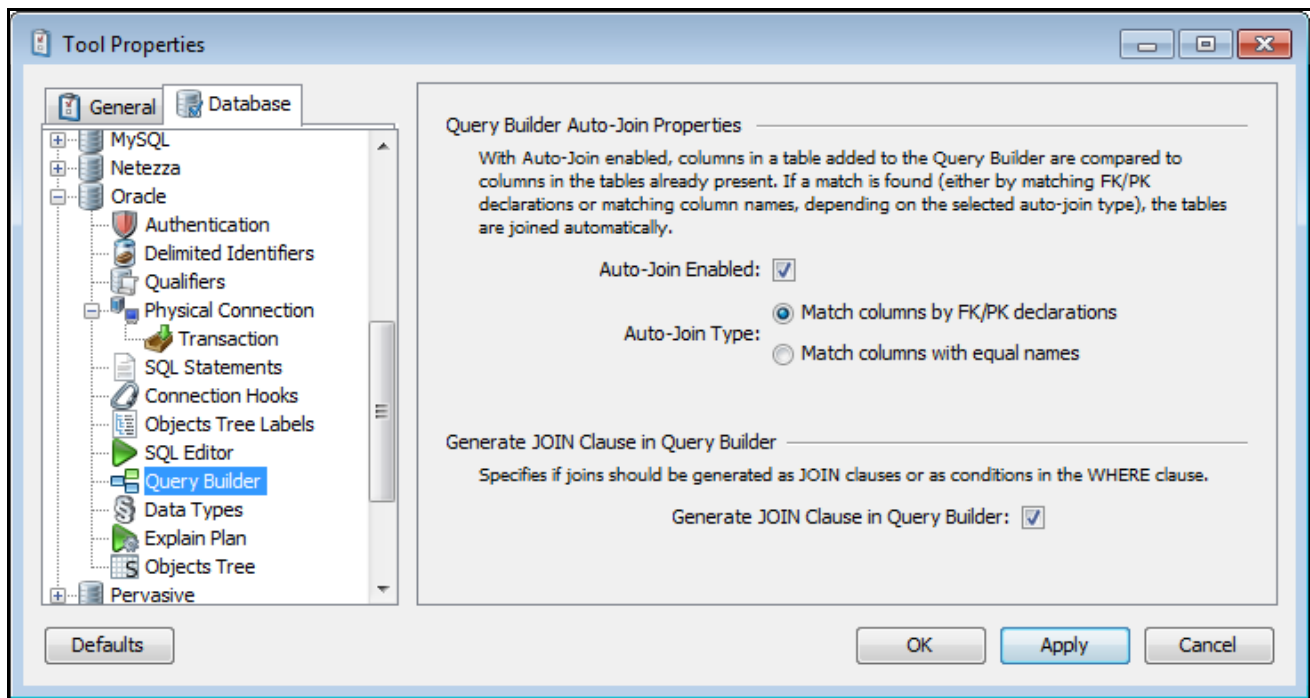 Tool Properties
General
Database
MySQL
Netezza
Oracle
Authentication
Delimited Identifiers
Qualifiers
Physical Connection
Transaction
SQL Statements
Connection Hooks
Objects Tree Labels
SQL Editor
Query Builder
Data Types
Explain Plan
Objects Tree
Pervasive
Query Builder Auto-Join Properties
With Auto-Join enabled, columns in a table added to the Query Builder are compared to
columns in the tables already present. If a match is found (either by matching FK/PK
declarations or matching column names, depending on the selected auto-join type), the tables
are joined automatically.
Auto-Join Enabled:
Auto-Join Type:
Match columns by FK/PK declarations
Match columns with equal names
Generate JOIN Clause in Query Builder
Specifies if joins should be generated as JOIN clauses or as conditions in the WHERE clause.
Generate JOIN Clause in Query Builder:
Defaults
OK
Apply
Cancel